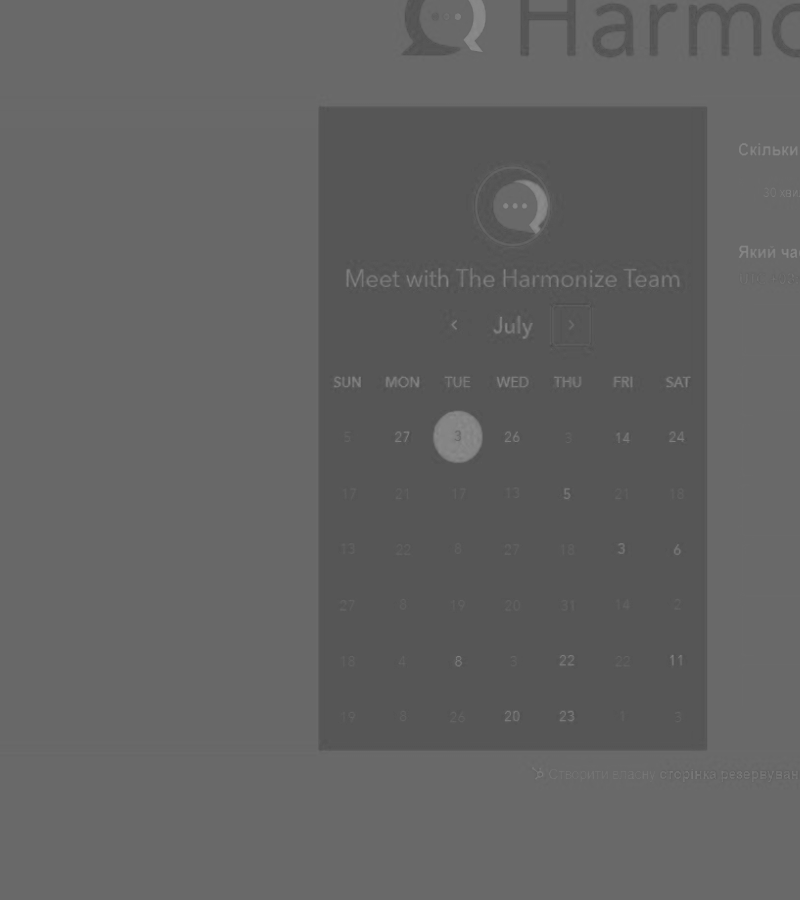 Harmo
Скільки
30 хви
Meet with The Harmonize Team
Який ча
‹ July ›
SUN MON TUE WED THU FRI SAT
5 27 3 26 3 14 24
17 21 17 13 5 21 18
13 22 8 27 18 3 6
27 8 19 20 31 14 2
18 4 8 5 22 22 11
19 8 26 20 23 1 3
Створити власну сторінка резервуван